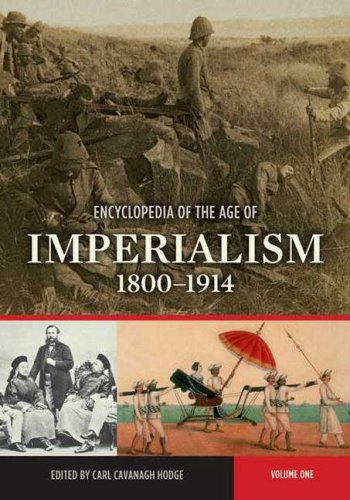 ENCYCLOPEDIA OF THE AGE OF
IMPERIALISM
1800–1914
EDITED BY CARL CAVANAGH HODGE
VOLUME ONE